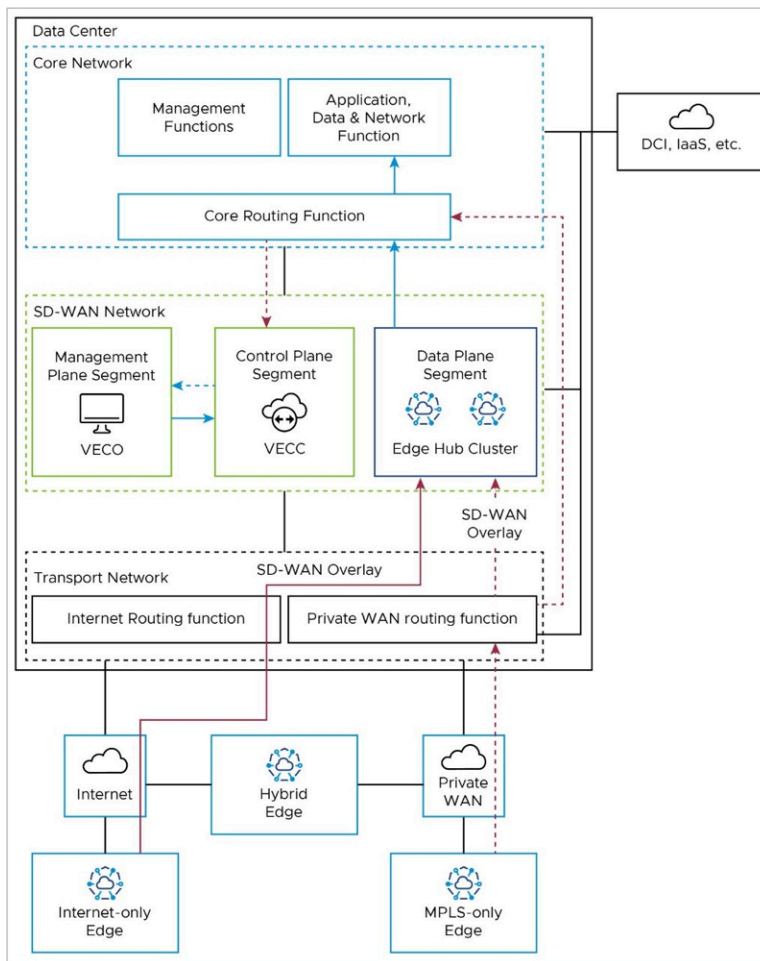 Data Center
Core Network
Management
Functions
Application,
Data & Network
Function
DCI, IaaS, etc.
Core Routing Function
SD-WAN Network
Management
Plane Segment
VECO
Control Plane
Segment
VECC
Data Plane
Segment
Edge Hub Cluster
SD-WAN
Overlay
SD-WAN Overlay
Transport Network
Internet Routing function
Private WAN routing function
Internet
Hybrid
Edge
Private
WAN
Internet-only
Edge
MPLS-only
Edge